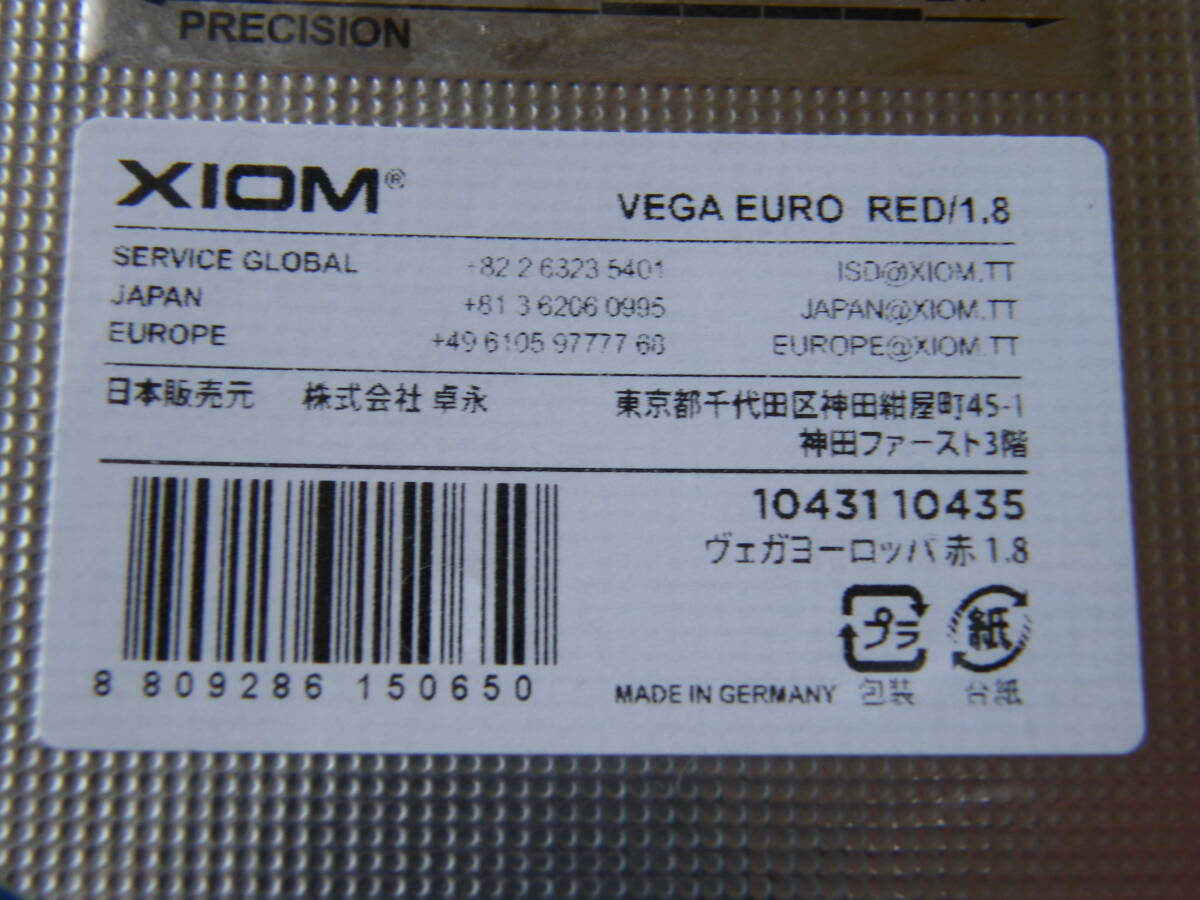 PRECISION
XIOM®
VEGA EURO RED/1.8
SERVICE GLOBAL +82 2 6323 5401 ISD@XIOM.TT
JAPAN +81 3 6206 0995 JAPAN@XIOM.TT
EUROPE +49 6105 97777 68 EUROPE@XIOM.TT
日本販売元 株式会社 卓永 東京都千代田区神田紺屋町45-1
神田ファースト3階
10431 10435
ヴェガヨーロッパ 赤 1.8
プラ 紙
8 809286 150650
MADE IN GERMANY 包装 台紙